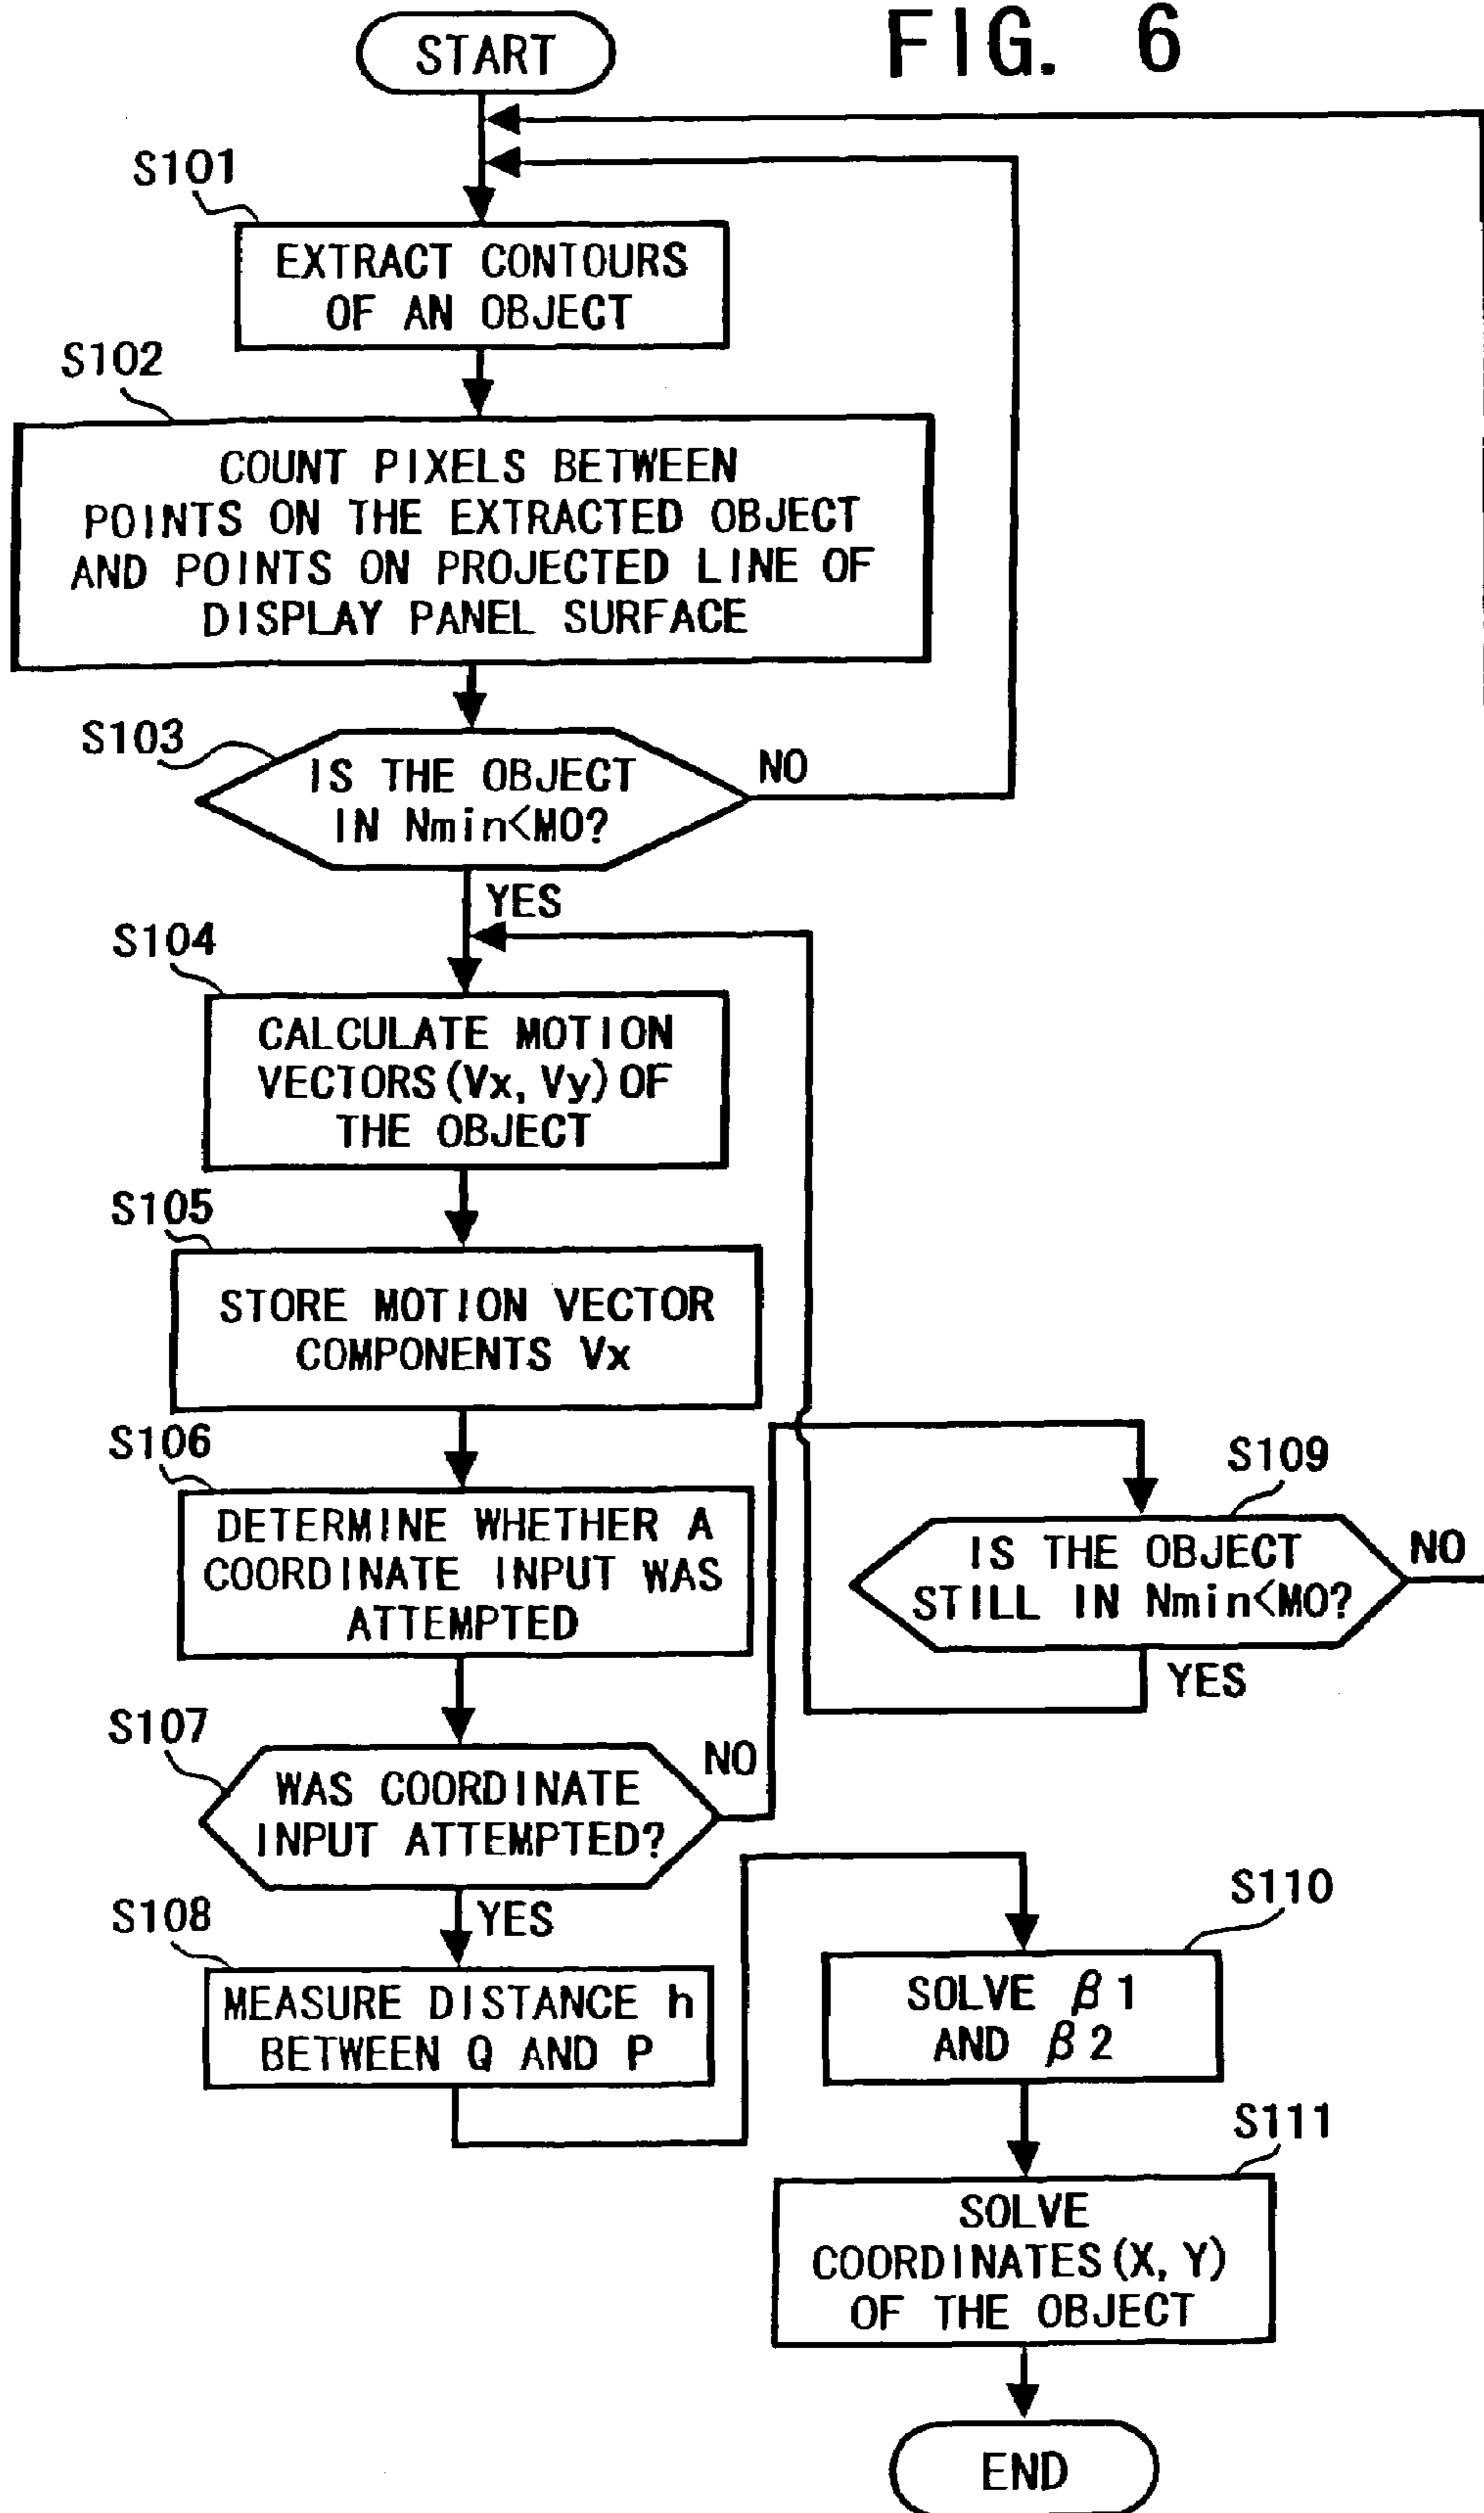 FIG. 6
START
S101
EXTRACT CONTOURS
OF AN OBJECT
S102
COUNT PIXELS BETWEEN
POINTS ON THE EXTRACTED OBJECT
AND POINTS ON PROJECTED LINE OF
DISPLAY PANEL SURFACE
S103
IS THE OBJECT
IN Nmin<M0?
NO
YES
S104
CALCULATE MOTION
VECTORS(Vx, Vy)OF
THE OBJECT
S105
STORE MOTION VECTOR
COMPONENTS Vx
S106
DETERMINE WHETHER A
COORDINATE INPUT WAS
ATTEMPTED
S107
WAS COORDINATE
INPUT ATTEMPTED?
NO
YES
S109
IS THE OBJECT
STILL IN Nmin<M0?
NO
YES
S108
MEASURE DISTANCE h
BETWEEN Q AND P
S110
SOLVE β1
AND β2
S111
SOLVE
COORDINATES(X, Y)
OF THE OBJECT
END